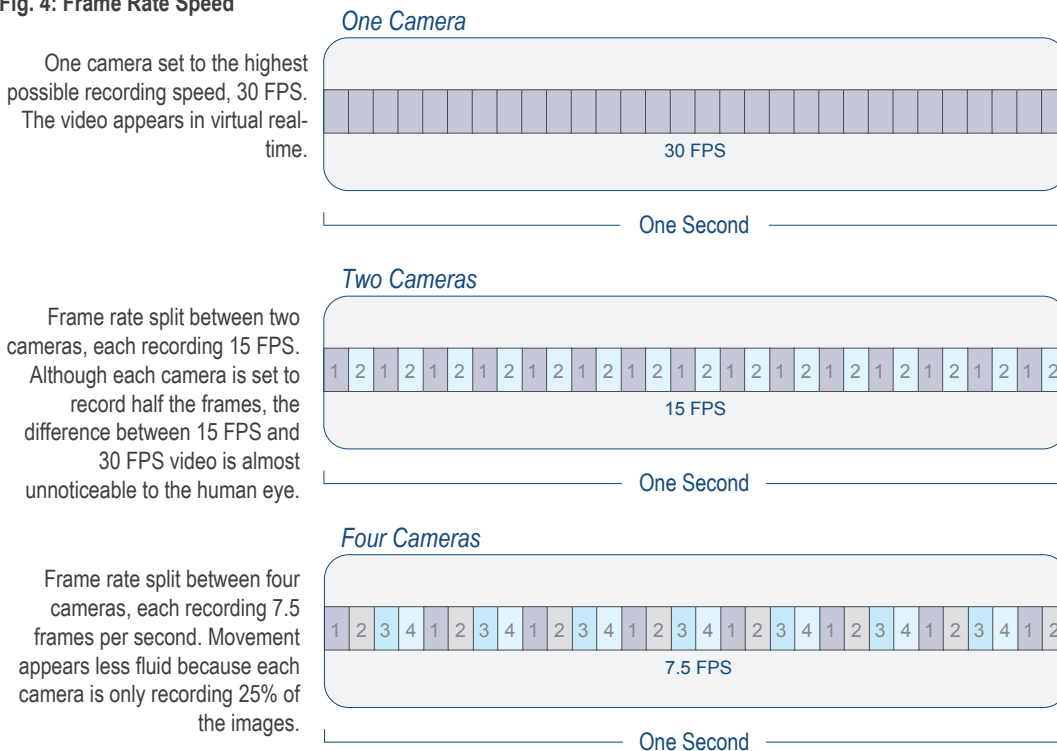 Fig. 4: Frame Rate Speed
One Camera
One camera set to the highest
possible recording speed, 30 FPS.
The video appears in virtual real-
time.
30 FPS
One Second
Two Cameras
Frame rate split between two
cameras, each recording 15 FPS.
Although each camera is set to
record half the frames, the
difference between 15 FPS and
30 FPS video is almost
unnoticeable to the human eye.
1 2 1 2 1 2 1 2 1 2 1 2 1 2 1 2 1 2 1 2 1 2 1 2 1 2 1 2 1 2
15 FPS
One Second
Four Cameras
Frame rate split between four
cameras, each recording 7.5
frames per second. Movement
appears less fluid because each
camera is only recording 25% of
the images.
1 2 3 4 1 2 3 4 1 2 3 4 1 2 3 4 1 2 3 4 1 2 3 4 1 2 3 4 1 2
7.5 FPS
One Second